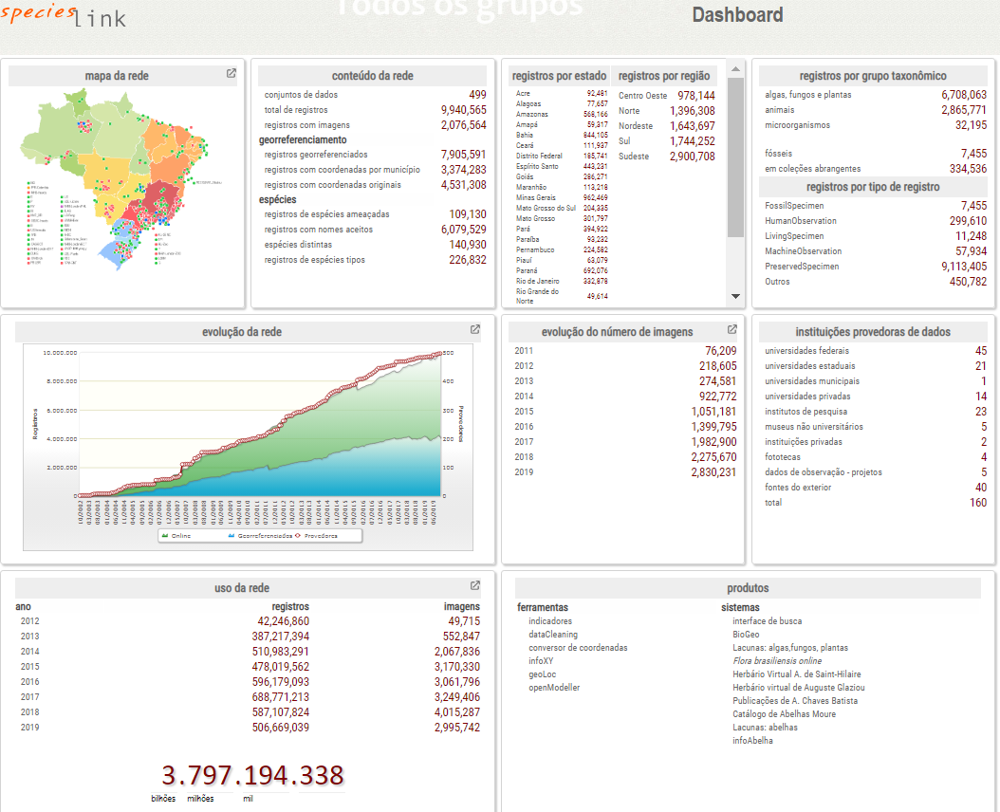 species
link
Todos os grupos
Dashboard
mapa da rede
conteúdo da rede
conjuntos de dados 499
total de registros 9,940,565
registros com imagens 2,076,564
georreferenciamento
registros georreferenciados 7,905,591
registros com coordenadas por município 3,374,283
registros com coordenadas originais 4,531,308
espécies
registros de espécies ameaçadas 109,130
registros com nomes aceitos 6,079,529
espécies distintas 140,930
registros de espécies tipos 226,832
registros por estado
Acre 92,481
Alagoas 77,657
Amazonas 568,166
Amapá 59,317
Bahia 844,105
Ceará 111,937
Distrito Federal 185,741
Espírito Santo 443,231
Goiás 286,271
Maranhão 113,218
Minas Gerais 962,469
Mato Grosso do Sul 204,335
Mato Grosso 301,797
Pará 394,922
Paraíba 93,232
Pernambuco 224,582
Piauí 63,079
Paraná 692,076
Rio de Janeiro 332,878
Rio Grande do
Norte 49,614
registros por região
Centro Oeste 978,144
Norte 1,396,308
Nordeste 1,643,697
Sul 1,744,252
Sudeste 2,900,708
registros por grupo taxonômico
algas, fungos e plantas 6,708,063
animais 2,865,771
microorganismos 32,195
fósseis 7,455
em coleções abrangentes 334,536
registros por tipo de registro
FossilSpecimen 7,455
HumanObservation 299,610
LivingSpecimen 11,248
MachineObservation 57,934
PreservedSpecimen 9,113,405
Outros 450,782
evolução da rede
10.000.000
8.000.000
6.000.000
4.000.000
2.000.000
0
Registros
500
400
300
200
100
0
Provedores
Online Georreferenciados Provedores
evolução do número de imagens
2011 76,209
2012 218,605
2013 274,581
2014 922,772
2015 1,051,181
2016 1,399,795
2017 1,982,900
2018 2,275,670
2019 2,830,231
instituições provedoras de dados
universidades federais 45
universidades estaduais 21
universidades municipais 1
universidades privadas 14
institutos de pesquisa 23
museus não universitários 5
instituições privadas 2
fototecas 4
dados de observação - projetos 5
fontes do exterior 40
total 160
uso da rede
ano registros imagens
2012 42,246,860 49,715
2013 387,217,394 552,847
2014 510,983,291 2,067,836
2015 478,019,562 3,170,330
2016 596,179,093 3,061,796
2017 688,771,213 3,249,406
2018 587,107,824 4,015,287
2019 506,669,039 2,995,742
3.797.194.338
bilhões milhões mil
produtos
ferramentas
indicadores
dataCleaning
conversor de coordenadas
infoXY
geoLoc
openModeller
sistemas
interface de busca
BioGeo
Lacunas: algas,fungos, plantas
Flora brasiliensis online
Herbário Virtual A. de Saint-Hilaire
Herbário virtual de Auguste Glaziou
Publicações de A. Chaves Batista
Catálogo de Abelhas Moure
Lacunas: abelhas
infoAbelha